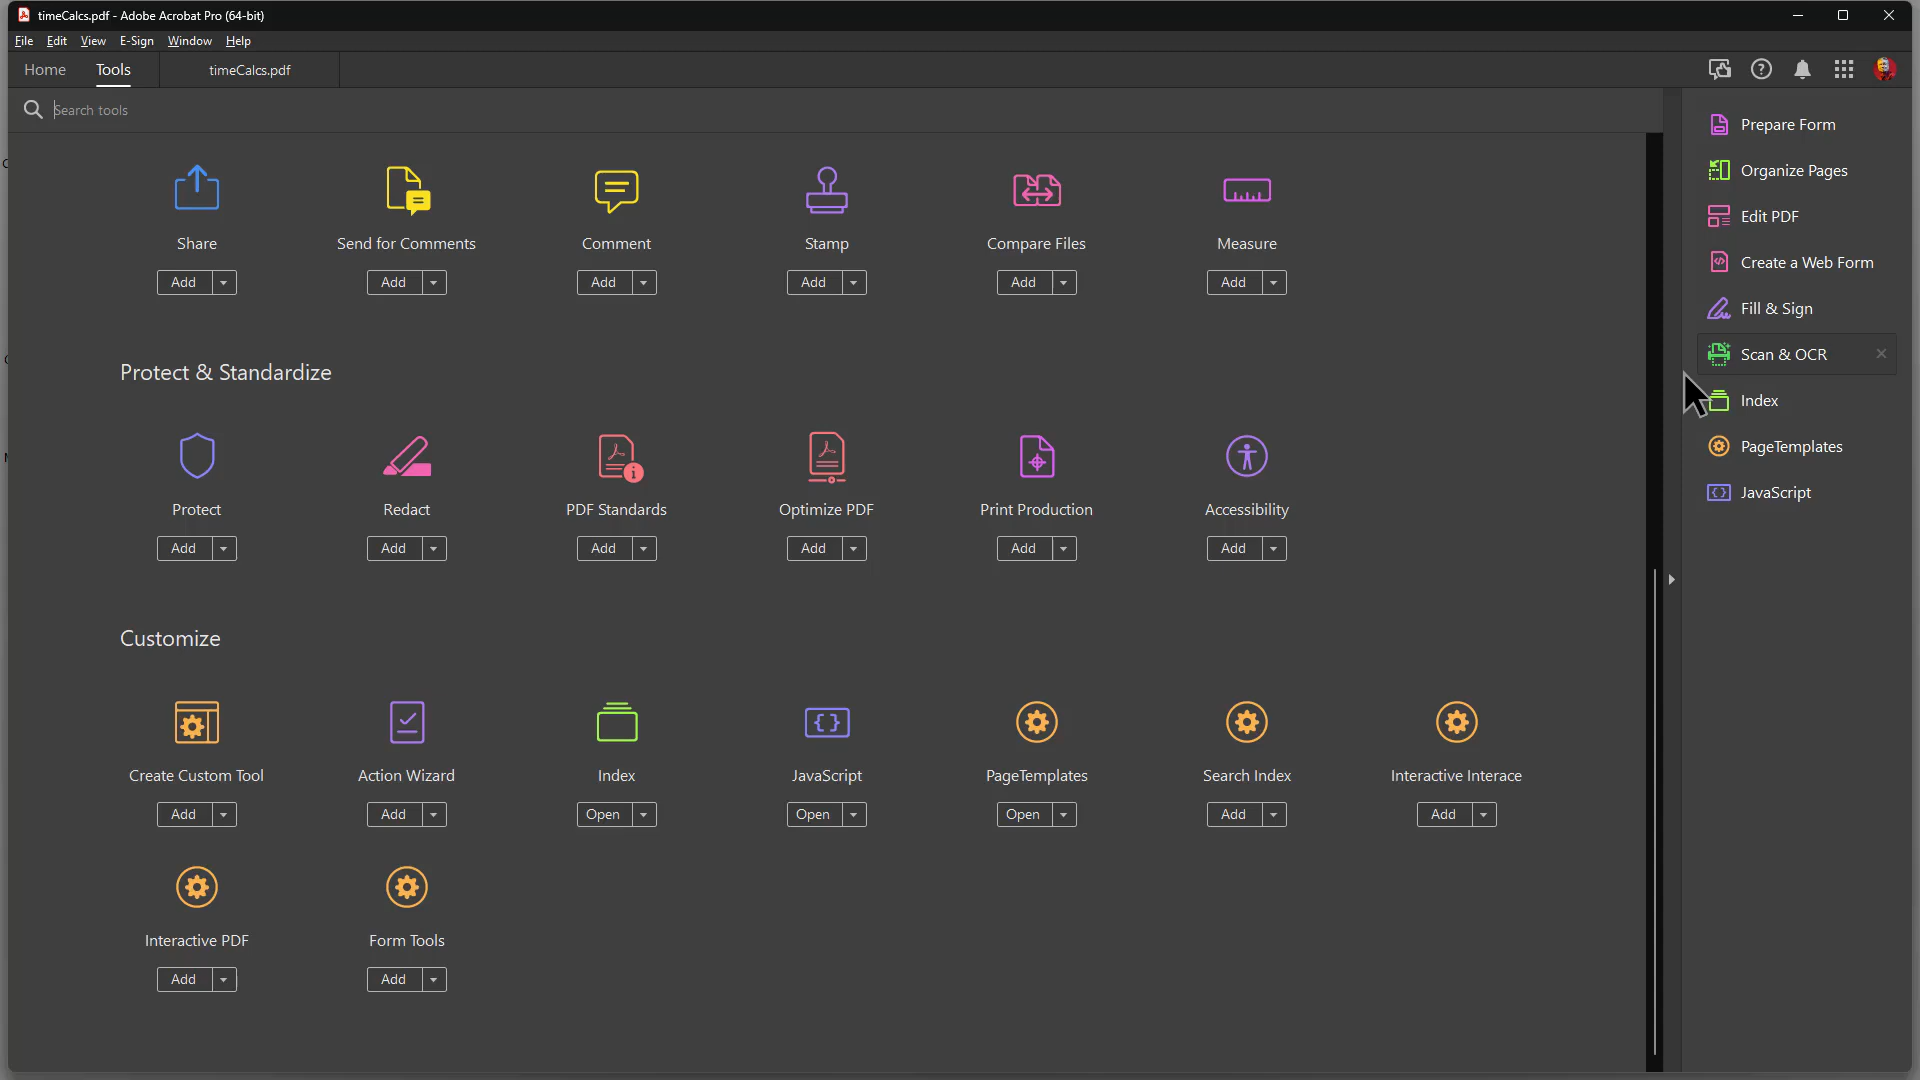 timeCalcs.pdf - Adobe Acrobat Pro (64-bit)
File Edit View E-Sign Window Help
Home Tools timeCalcs.pdf
Search tools
Share Send for Comments Comment Stamp Compare Files Measure
Add Add Add Add Add Add
Protect & Standardize
Protect Redact PDF Standards Optimize PDF Print Production Accessibility
Add Add Add Add Add Add
Customize
Create Custom Tool Action Wizard Index JavaScript PageTemplates Search Index Interactive Interace
Add Add Open Open Open Add Add
Interactive PDF Form Tools
Add Add
Prepare Form
Organize Pages
Edit PDF
Create a Web Form
Fill & Sign
Scan & OCR
Index
PageTemplates
JavaScript